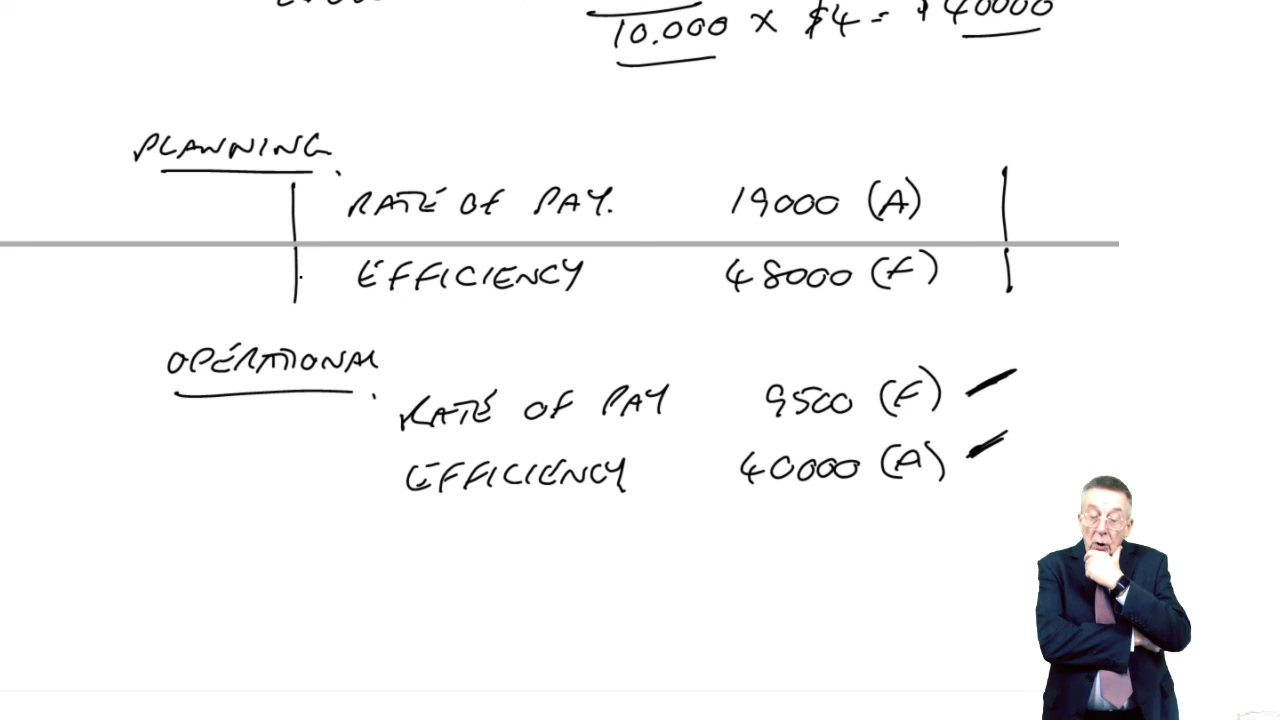 10.000 x $4 = $40000
PLANNING.
RATE OF PAY. 19000 (A)
EFFICIENCY 48000 (F)
OPERATIONAL.
RATE OF PAY 9500 (F)
EFFICIENCY 40000 (A)